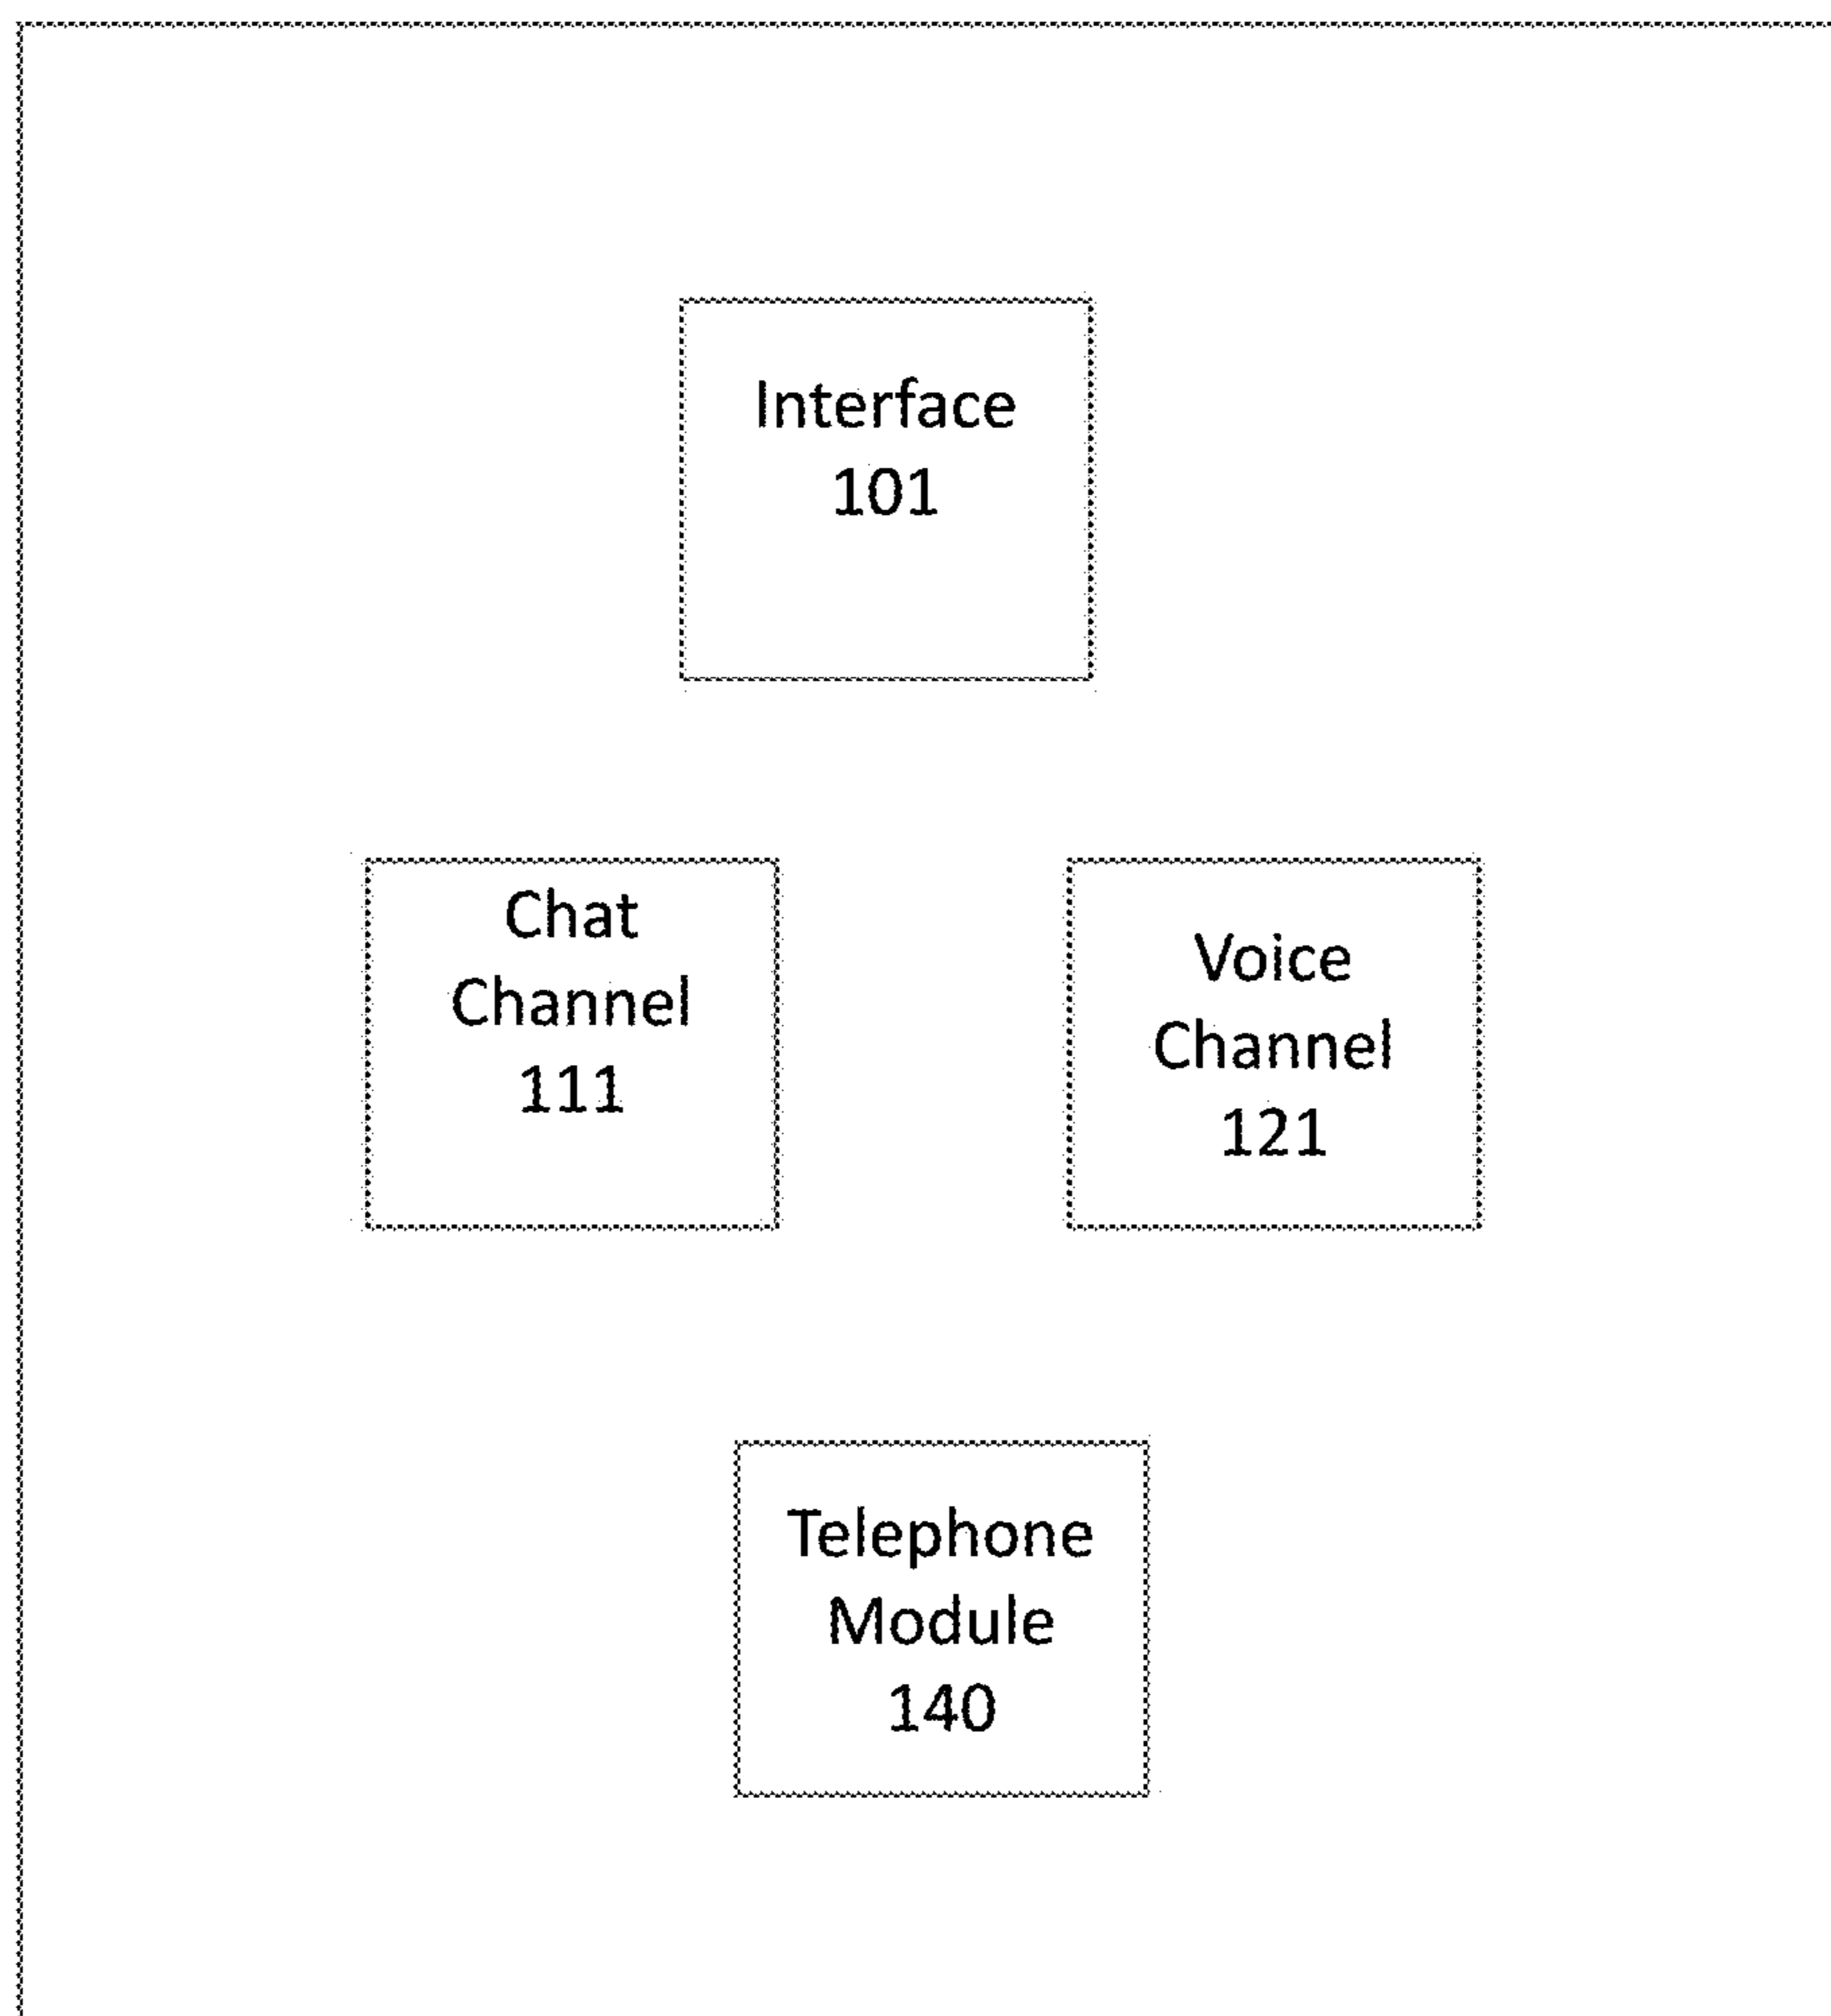 Interface
101
Chat
Channel
111
Voice
Channel
121
Telephone
Module
140